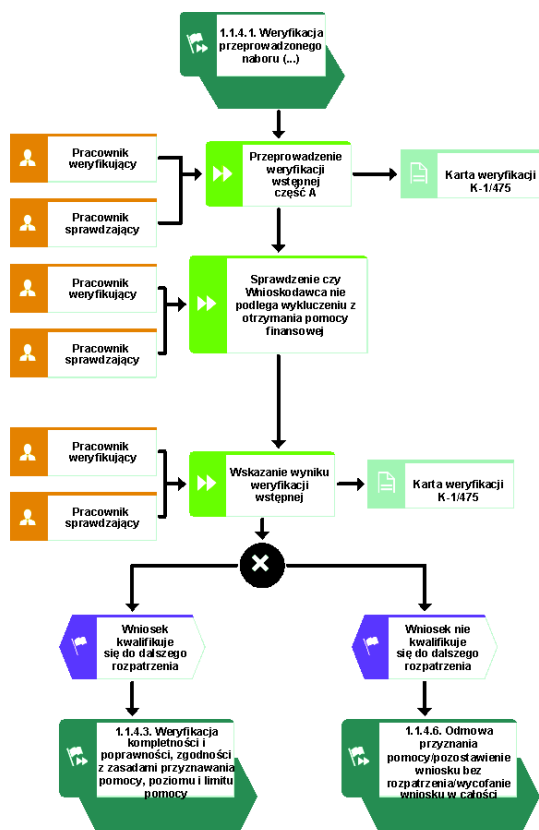 1.1.4.1. Weryfikacja
przeprowadzonego
naboru (...)
Pracownik
weryfikujący
Przeprowadzenie
weryfikacji
wstępnej
część A
Karta weryfikacji
K-1/475
Pracownik
sprawdzający
Pracownik
weryfikujący
Sprawdzenie czy
Wnioskodawca nie
podlega wykluczeniu z
otrzymania pomocy
finansowej
Pracownik
sprawdzający
Pracownik
weryfikujący
Wskazanie wyniku
weryfikacji
wstępnej
Karta weryfikacji
K-1/475
Pracownik
sprawdzający
Wniosek
kwalifikuje
się do dalszego
rozpatrzenia
Wniosek nie
kwalifikuje
się do dalszego
rozpatrzenia
1.1.4.3. Weryfikacja
kompletności i
poprawności, zgodności
z zasadami przyznawania
pomocy, poziomu i limitu
pomocy
1.1.4.6. Odmowa
przyznania
pomocy/pozostawienie
wniosku bez
rozpatrzenia/wycofanie
wniosku w całości